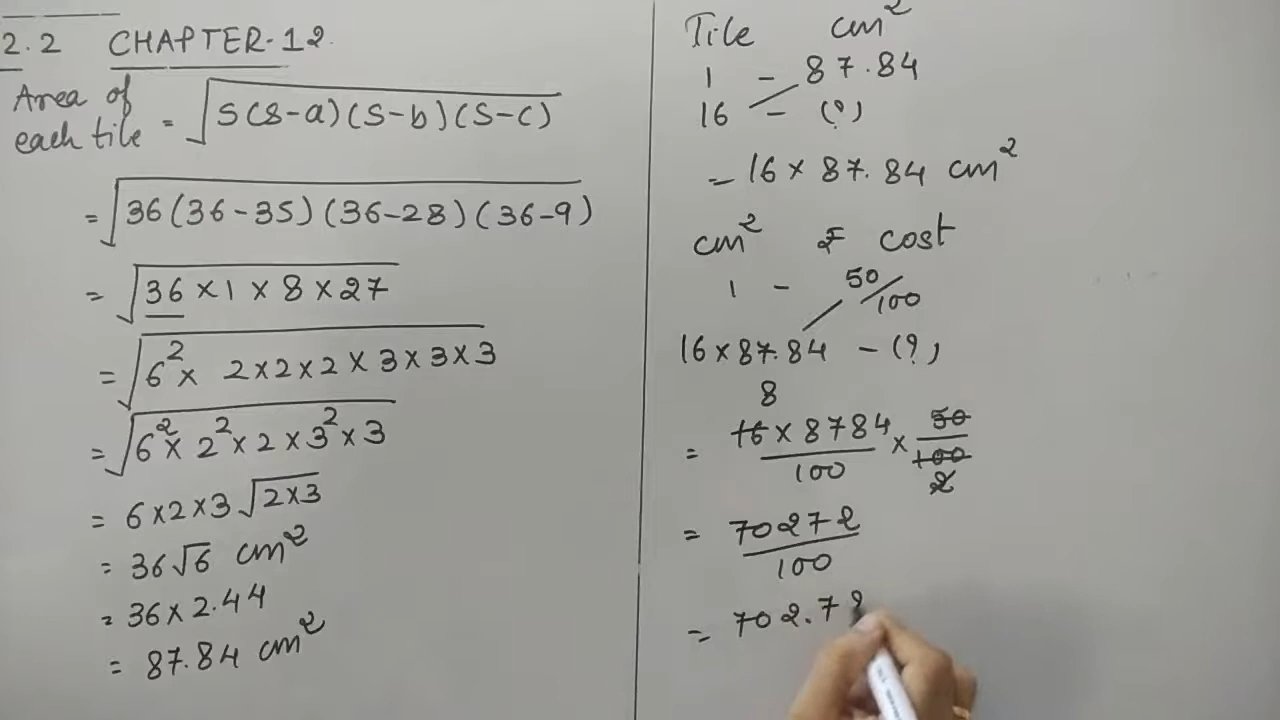 2.2 CHAPTER-12.
Area of each tile = √S(S-a)(S-b)(S-c)
= √36(36-35)(36-28)(36-9)
= √36×1×8×27
= √6²× 2×2×2×3×3×3
= √6²×2²×2×3²×3
= 6×2×3√2×3
= 36√6 cm²
= 36×2.44
= 87.84 cm²
Tile cm²
1 - 87.84
16 - (?)
= 16×87.84 cm²
cm² ₹ cost
1 - 50/100
16×87.84 - (?)
8
= 16×8784/100 × 50/100
2
= 70272/100
= 702.72